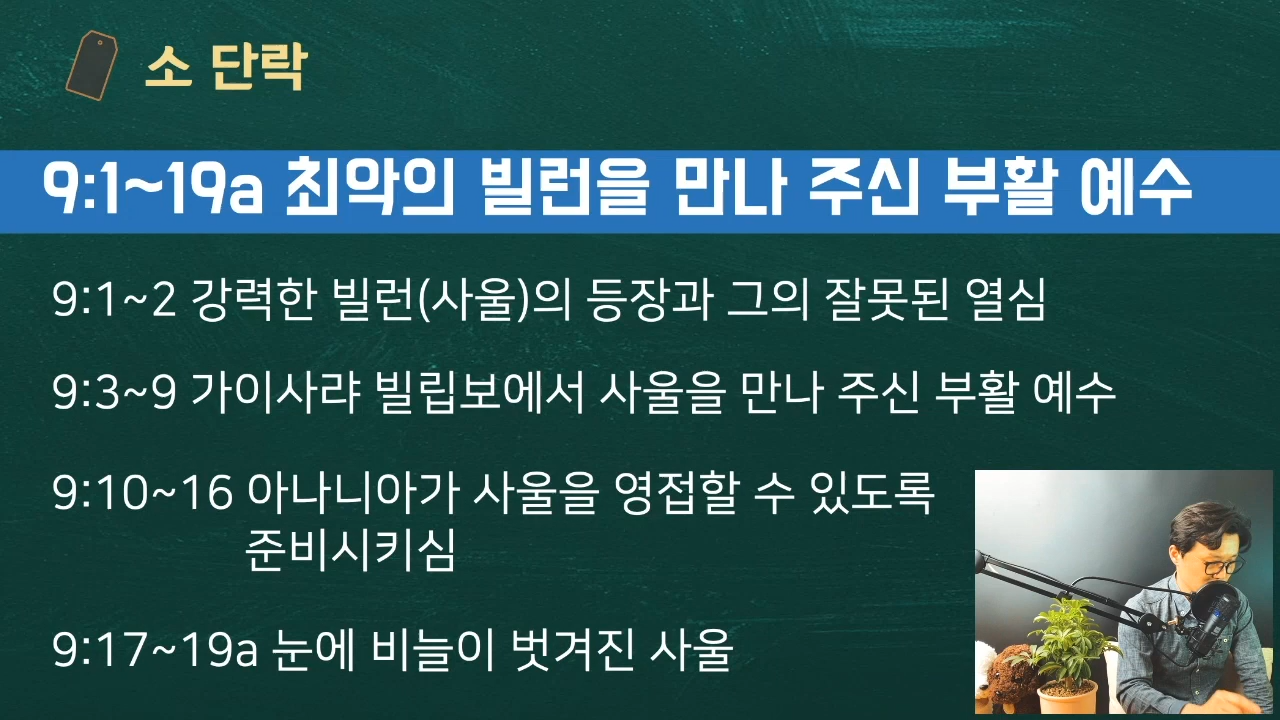 소 단락
9:1~19a 최악의 빌런을 만나 주신 부활 예수
9:1~2 강력한 빌런(사울)의 등장과 그의 잘못된 열심
9:3~9 가이사랴 빌립보에서 사울을 만나 주신 부활 예수
9:10~16 아나니아가 사울을 영접할 수 있도록
준비시키심
9:17~19a 눈에 비늘이 벗겨진 사울